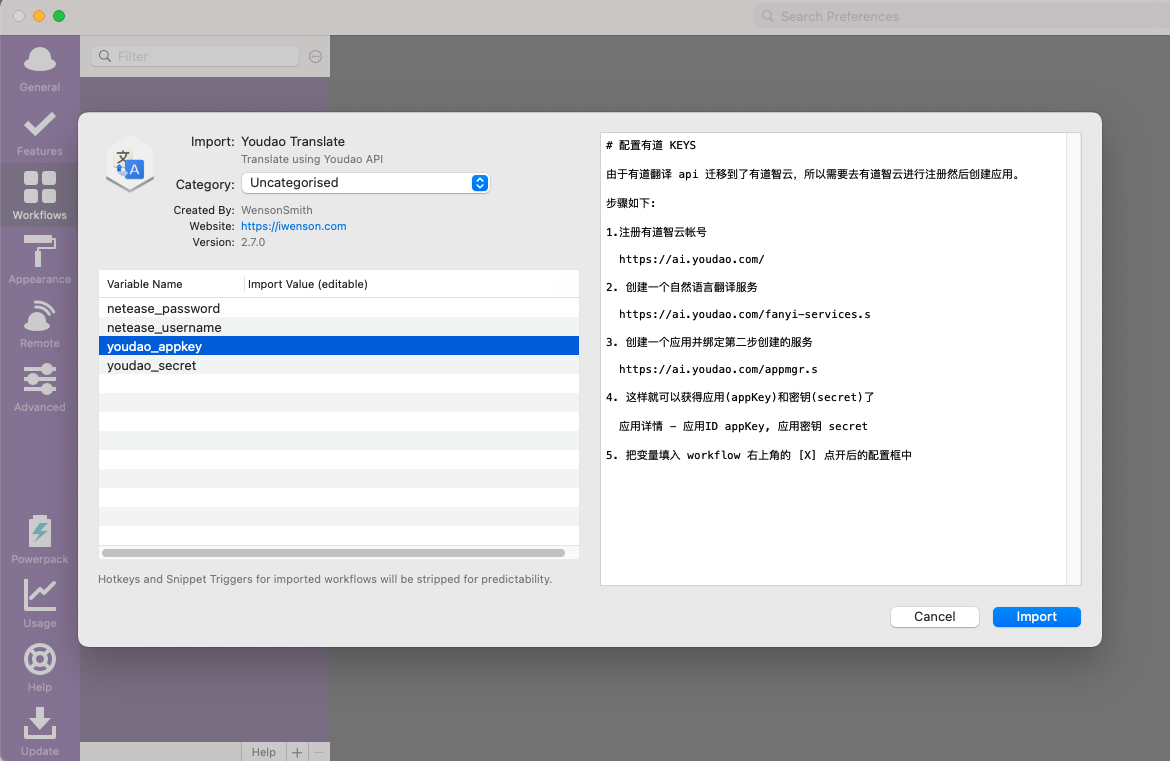 Search Preferences
General
Features
Workflows
Appearance
Remote
Advanced
Powerpack
Usage
Help
Update
Filter
Import: Youdao Translate
Translate using Youdao API
Category: Uncategorised
Created By: WensonSmith
Website: https://iwenson.com
Version: 2.7.0
Variable Name Import Value (editable)
netease_password
netease_username
youdao_appkey
youdao_secret
Hotkeys and Snippet Triggers for imported workflows will be stripped for predictability.
# 配置有道 KEYS
由于有道翻译 api 迁移到了有道智云，所以需要去有道智云进行注册然后创建应用。
步骤如下:
1.注册有道智云帐号
https://ai.youdao.com/
2. 创建一个自然语言翻译服务
https://ai.youdao.com/fanyi-services.s
3. 创建一个应用并绑定第二步创建的服务
https://ai.youdao.com/appmgr.s
4. 这样就可以获得应用(appKey)和密钥(secret)了
应用详情 - 应用ID appKey, 应用密钥 secret
5. 把变量填入 workflow 右上角的 [X] 点开后的配置框中
Cancel
Import
Help
文
A